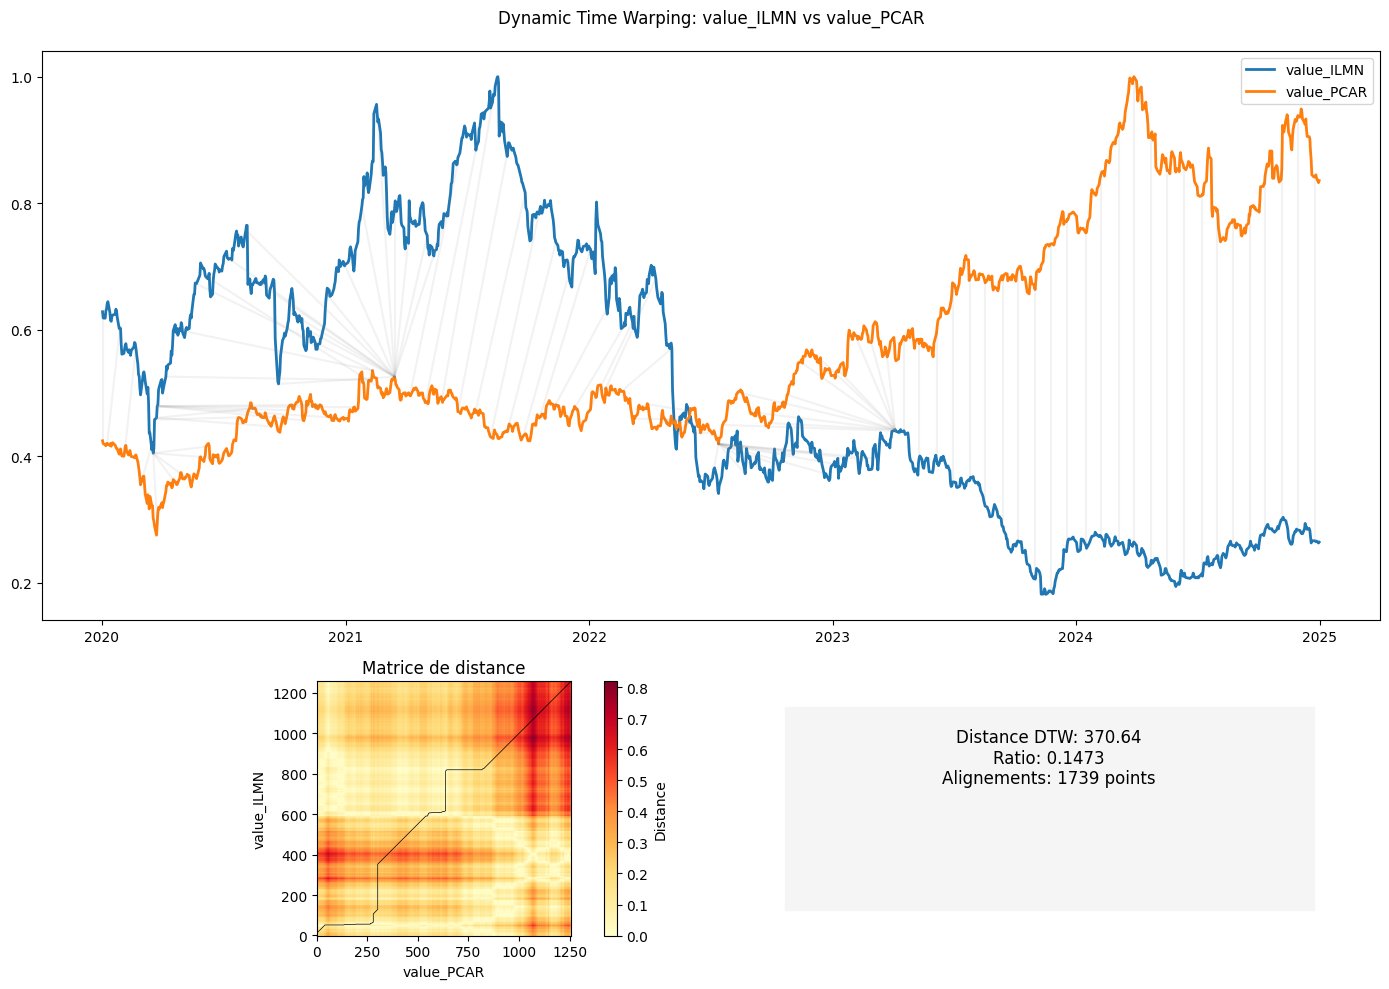 Dynamic Time Warping: value_ILMN vs value_PCAR
value_ILMN
value_PCAR
1.0
0.8
0.6
0.4
0.2
2020 2021 2022 2023 2024 2025
Matrice de distance
1200
1000
800
600
400
200
0
value_ILMN
0 250 500 750 1000 1250
value_PCAR
0.8
0.7
0.6
0.5
0.4
0.3
0.2
0.1
0.0
Distance
Distance DTW: 370.64
Ratio: 0.1473
Alignements: 1739 points